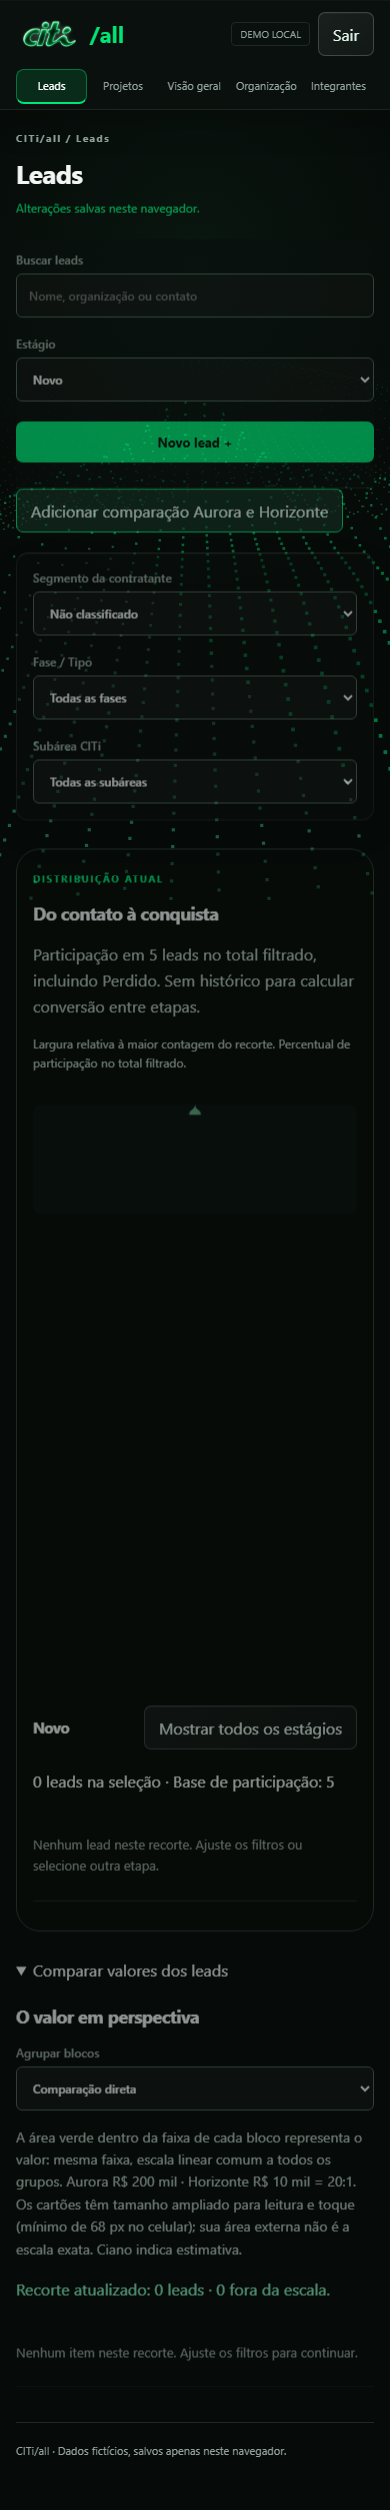 citi /all
DEMO LOCAL
Sair
Leads
Projetos
Visão geral
Organização
Integrantes
CITi/all / Leads
Leads
Alterações salvas neste navegador.
Buscar leads
Nome, organização ou contato
Estágio
Novo
Novo lead +
Adicionar comparação Aurora e Horizonte
Segmento da contratante
Não classificado
Fase / Tipo
Todas as fases
Subárea CITi
Todas as subáreas
DISTRIBUIÇÃO ATUAL
Do contato à conquista
Participação em 5 leads no total filtrado,
incluindo Perdido. Sem histórico para calcular
conversão entre etapas.
Largura relativa à maior contagem do recorte. Percentual de
participação no total filtrado.
Novo
Mostrar todos os estágios
0 leads na seleção · Base de participação: 5
Nenhum lead neste recorte. Ajuste os filtros ou
selecione outra etapa.
▼ Comparar valores dos leads
O valor em perspectiva
Agrupar blocos
Comparação direta
A área verde dentro da faixa de cada bloco representa o
valor: mesma faixa, escala linear comum a todos os
grupos. Aurora R$ 200 mil · Horizonte R$ 10 mil = 20:1.
Os cartões têm tamanho ampliado para leitura e toque
(mínimo de 68 px no celular); sua área externa não é a
escala exata. Ciano indica estimativa.
Recorte atualizado: 0 leads · 0 fora da escala.
Nenhum item neste recorte. Ajuste os filtros para continuar.
CITi/all · Dados fictícios, salvos apenas neste navegador.